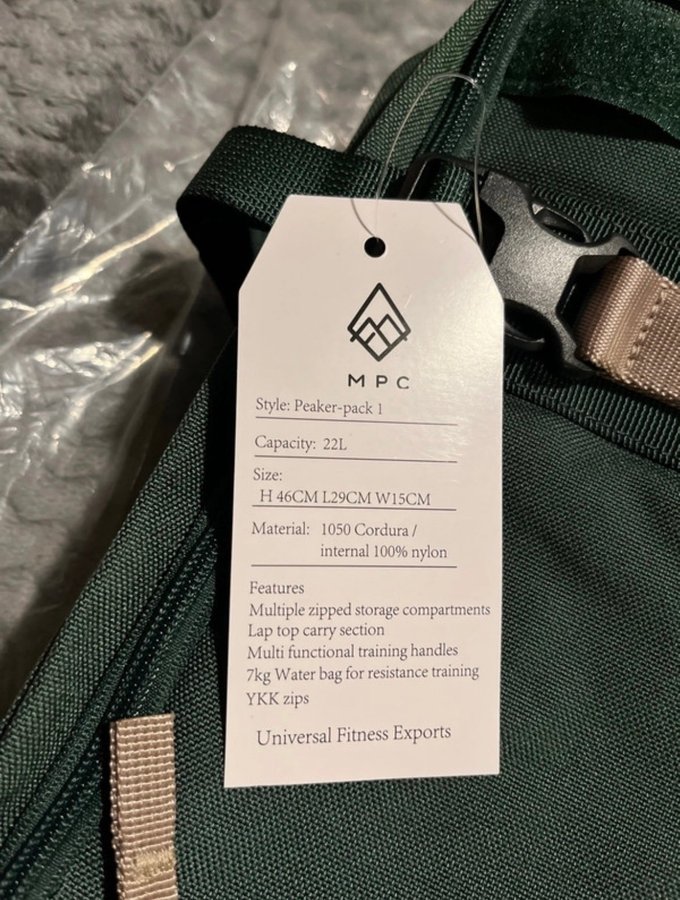 MPC
Style: Peaker-pack 1
Capacity: 22L
Size:
H 46CM L29CM W15CM
Material: 1050 Cordura /
internal 100% nylon
Features
Multiple zipped storage compartments
Lap top carry section
Multi functional training handles
7kg Water bag for resistance training
YKK zips
Universal Fitness Exports